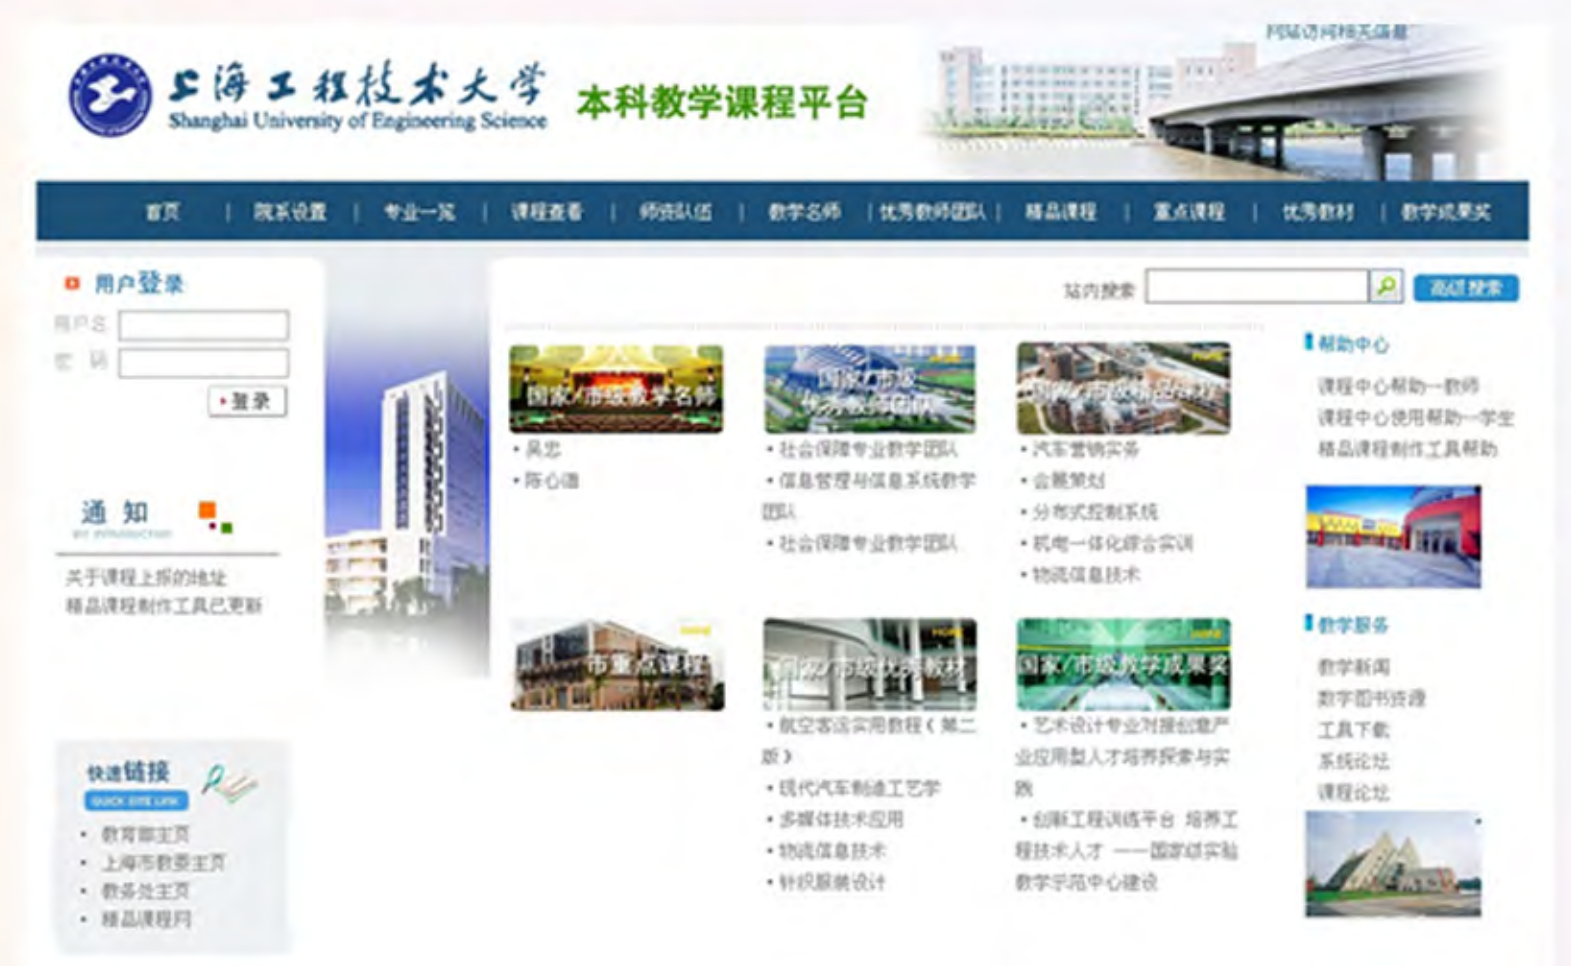 网站访问相关信息
上海工程技术大学
Shanghai University of Engineering Science
本科教学课程平台
首页 | 院系设置 | 专业一览 | 课程查看 | 师资队伍 | 教学名师 | 优秀教师团队 | 精品课程 | 重点课程 | 优秀教材 | 教学成果奖
用户登录
用户名
密 码
登录
通 知
关于课程上报的地址
精品课程制作工具已更新
快速链接
QUICK SITE LINK
• 教育部主页
• 上海市教委主页
• 教务处主页
• 精品课程网
站内搜索
高级搜索
国家/市级教学名师
• 吴忠
• 陈心德
HOME
国家/市级
优秀教师团队
• 社会保障专业教学团队
• 信息管理与信息系统教学
团队
• 社会保障专业教学团队
HOME
国家/市级精品课程
• 汽车营销实务
• 会展策划
• 分布式控制系统
• 机电一体化综合实训
• 物流信息技术
HOME
市重点课程
HOME
国家/市级优秀教材
• 航空客运实用教程(第二
版)
• 现代汽车制造工艺学
• 多媒体技术应用
• 物流信息技术
• 针织服装设计
HOME
国家/市级教学成果奖
• 艺术设计专业对接创意产
业应用型人才培养探索与实
践
• 创新工程训练平台 培养工
程技术人才 ——国家级实验
教学示范中心建设
帮助中心
课程中心帮助--教师
课程中心使用帮助--学生
精品课程制作工具帮助
教学服务
教学新闻
数字图书资源
工具下载
系统论坛
课程论坛